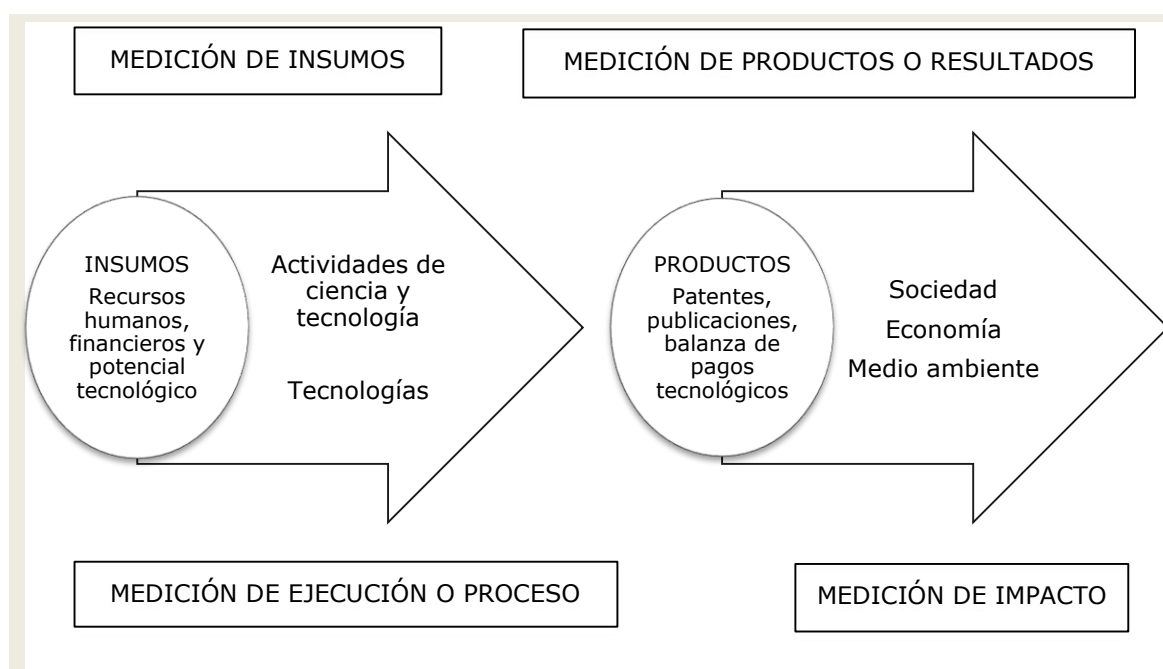 MEDICIÓN DE INSUMOS
MEDICIÓN DE PRODUCTOS O RESULTADOS
INSUMOS
Recursos
humanos,
financieros y
potencial
tecnológico
Actividades de
ciencia y
tecnología
Tecnologías
PRODUCTOS
Patentes,
publicaciones,
balanza de
pagos
tecnológicos
Sociedad
Economía
Medio ambiente
MEDICIÓN DE EJECUCIÓN O PROCESO
MEDICIÓN DE IMPACTO